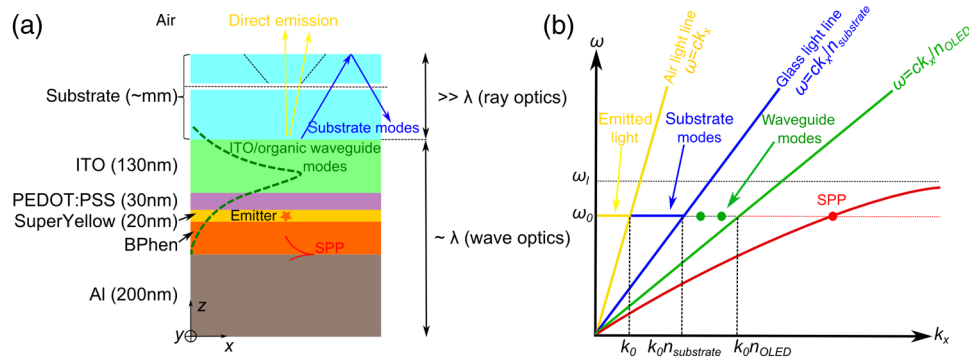 (a)
Air
Direct emission
Substrate (~mm)
Substrate modes
>> λ (ray optics)
ITO/organic waveguide
modes
ITO (130nm)
PEDOT:PSS (30nm)
SuperYellow (20nm)
Emitter
BPhen
SPP
~ λ (wave optics)
Al (200nm)
z
y
x
(b)
ω
Air light line
ω=ckx
Glass light line
ω=ckx/nsubstrate
ω=ckx/nOLED
Emitted
light
Substrate
modes
Waveguide
modes
ωl
ω0
SPP
k0
k0nsubstrate
k0nOLED
kx